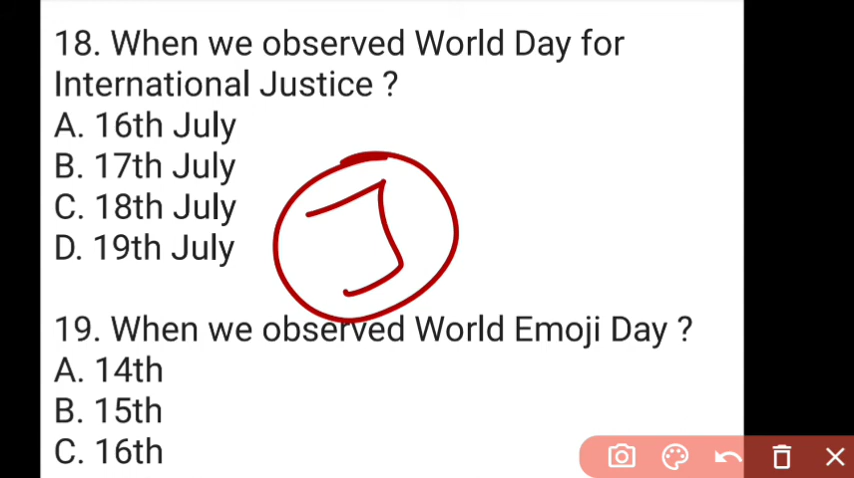 18. When we observed World Day for
International Justice ?
A. 16th July
B. 17th July
C. 18th July
D. 19th July
19. When we observed World Emoji Day ?
A. 14th
B. 15th
C. 16th